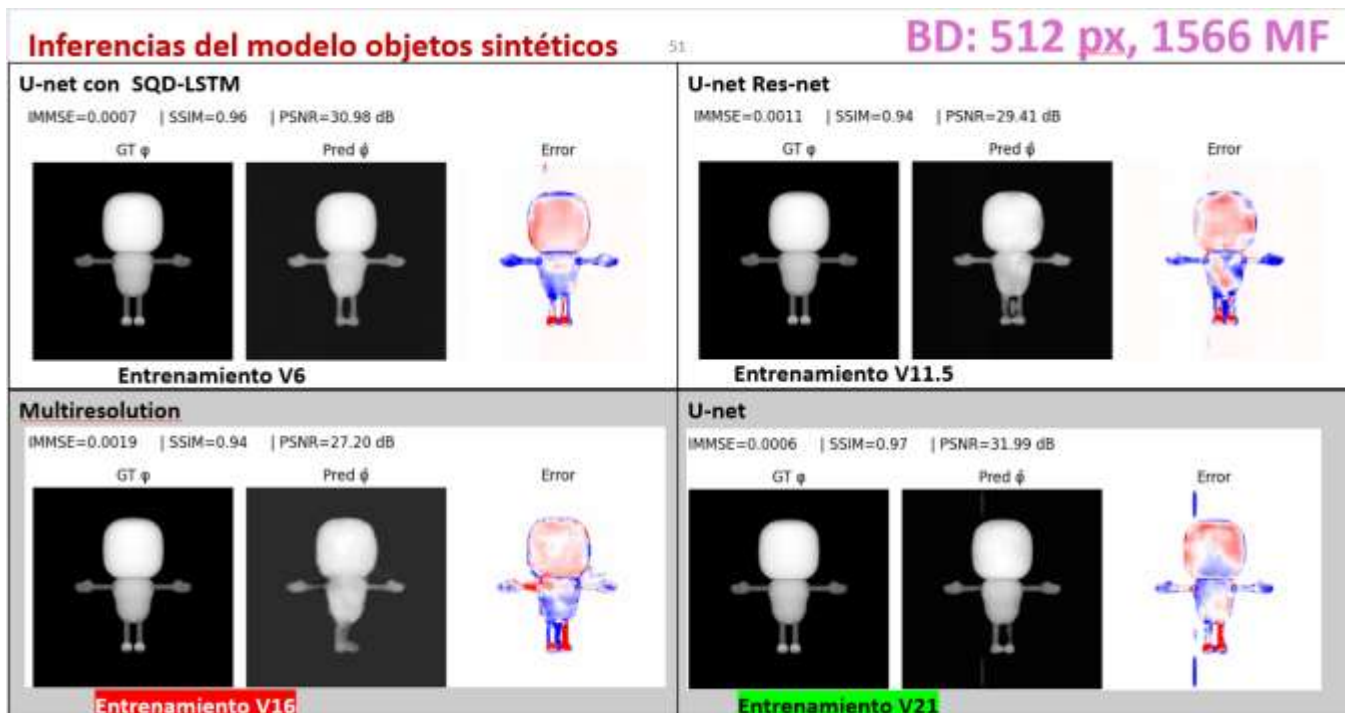 Inferencias del modelo objetos sintéticos
51
BD: 512 px, 1566 MF
U-net con SQD-LSTM
IMMSE=0.0007 | SSIM=0.96 | PSNR=30.98 dB
GT φ Pred φ̂ Error
Entrenamiento V6
U-net Res-net
IMMSE=0.0011 | SSIM=0.94 | PSNR=29.41 dB
GT φ Pred φ̂ Error
Entrenamiento V11.5
Multiresolution
IMMSE=0.0019 | SSIM=0.94 | PSNR=27.20 dB
GT φ Pred φ̂ Error
Entrenamiento V16
U-net
IMMSE=0.0006 | SSIM=0.97 | PSNR=31.99 dB
GT φ Pred φ̂ Error
Entrenamiento V21